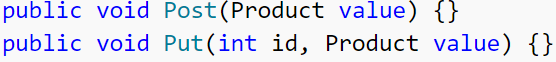 public void Post(Product value) {}
public void Put(int id, Product value) {}